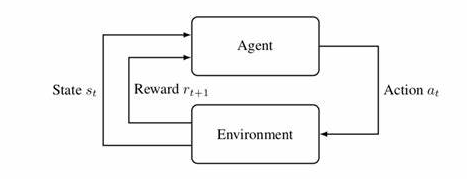 Agent
State $s_t$
Reward $r_{t+1}$
Action $a_t$
Environment